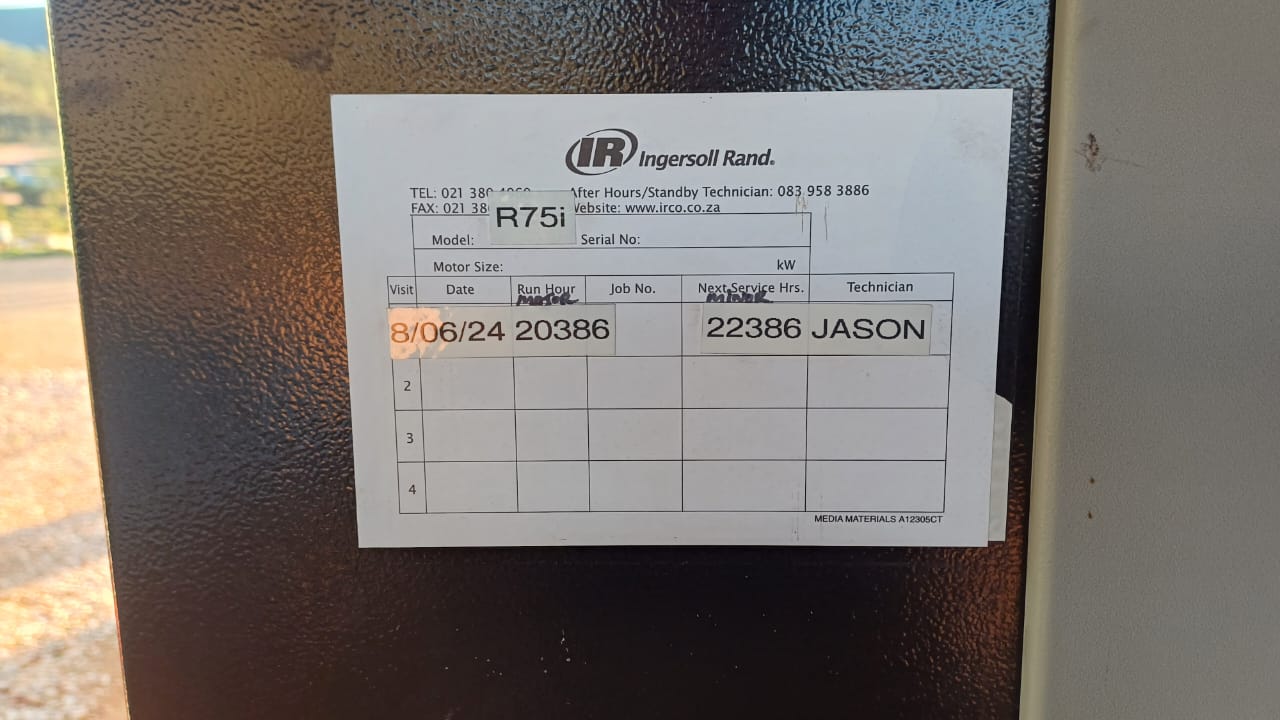 IR Ingersoll Rand®
TEL: 021 380 After Hours/Standby Technician: 083 958 3886
FAX: 021 38 Website: www.irco.co.za
Model: R75i Serial No:
Motor Size: kW
Visit Date Run Hour Job No. Next Service Hrs. Technician
MAJOR MINOR
8/06/24 20386 22386 JASON
2
3
4
MEDIA MATERIALS A12305CT